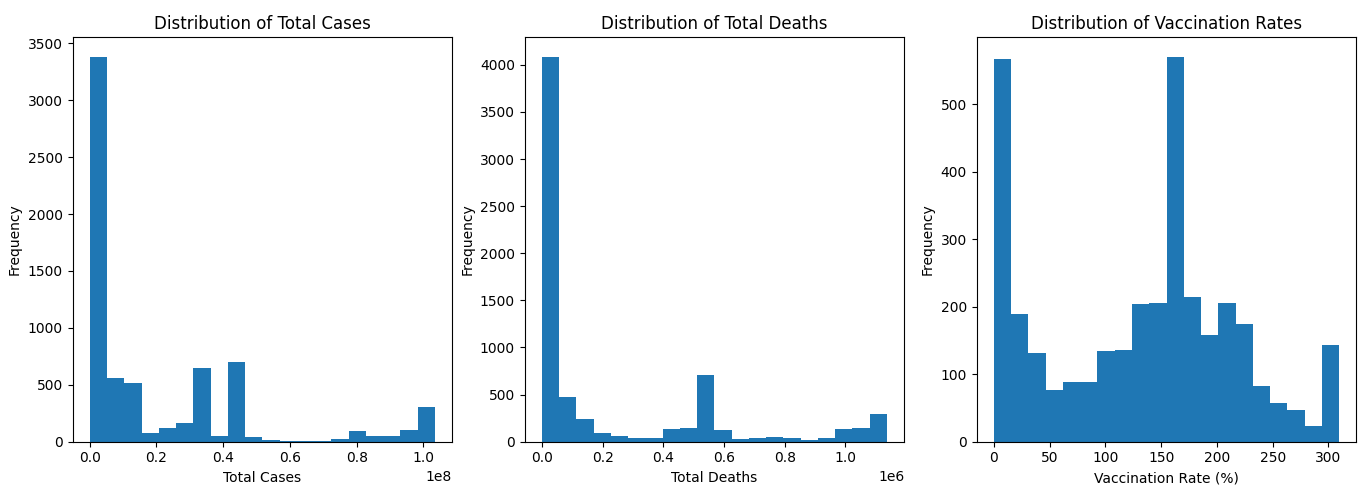 Distribution of Total Cases
3500
3000
2500
2000
1500
1000
500
0
Frequency
0.0 0.2 0.4 0.6 0.8 1.0
1e8
Total Cases
Distribution of Total Deaths
4000
3500
3000
2500
2000
1500
1000
500
0
Frequency
0.0 0.2 0.4 0.6 0.8 1.0
1e6
Total Deaths
Distribution of Vaccination Rates
500
400
300
200
100
0
Frequency
0 50 100 150 200 250 300
Vaccination Rate (%)